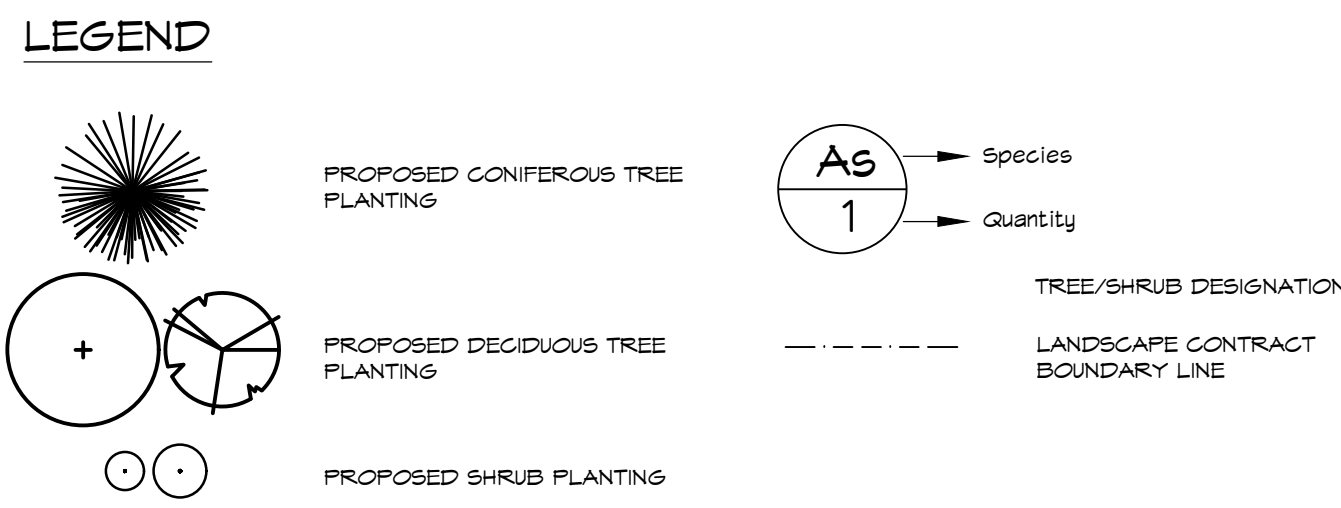 LEGEND
PROPOSED CONIFEROUS TREE
PLANTING
PROPOSED DECIDUOUS TREE
PLANTING
PROPOSED SHRUB PLANTING
As
Species
1
Quantity
TREE/SHRUB DESIGNATION
LANDSCAPE CONTRACT
BOUNDARY LINE